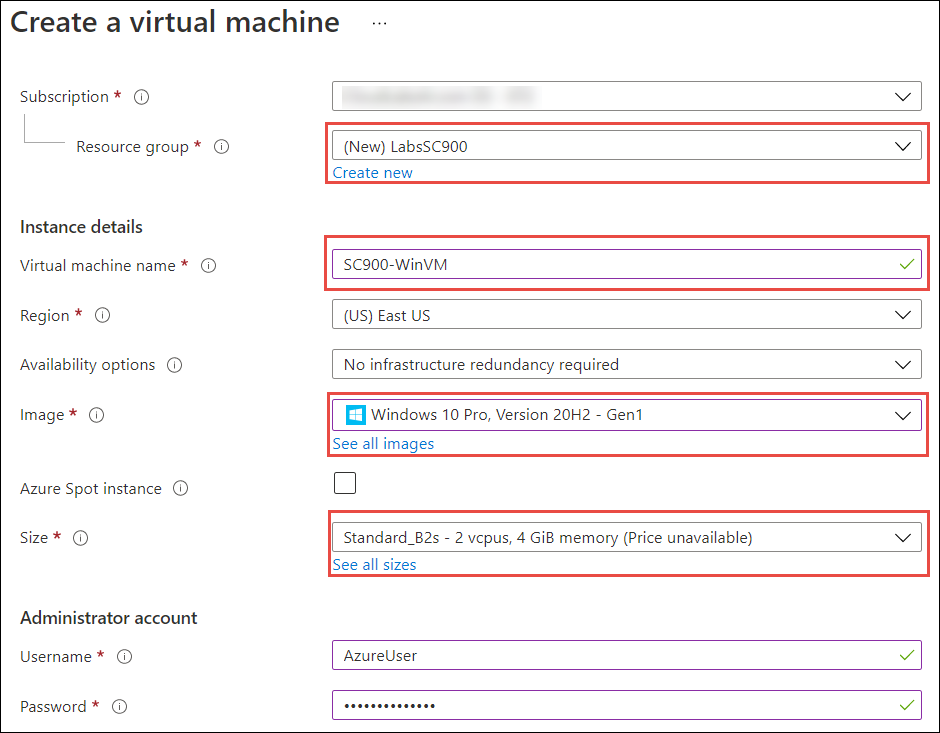 Create a virtual machine ...
Subscription *
Resource group * (New) LabsSC900
Create new
Instance details
Virtual machine name * SC900-WinVM
Region * (US) East US
Availability options No infrastructure redundancy required
Image * Windows 10 Pro, Version 20H2 - Gen1
See all images
Azure Spot instance
Size * Standard_B2s - 2 vcpus, 4 GiB memory (Price unavailable)
See all sizes
Administrator account
Username * AzureUser
Password * ••••••••••••••